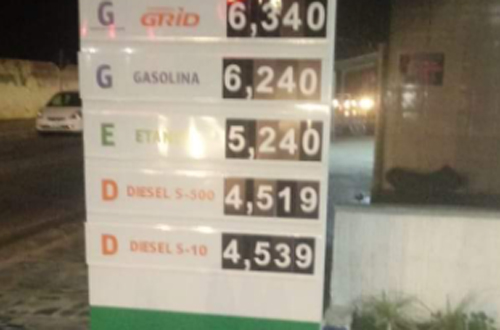 G GRID 6,340
G GASOLINA 6,240
E 5,240
D DIESEL S-500 4,519
D DIESEL S-10 4,539